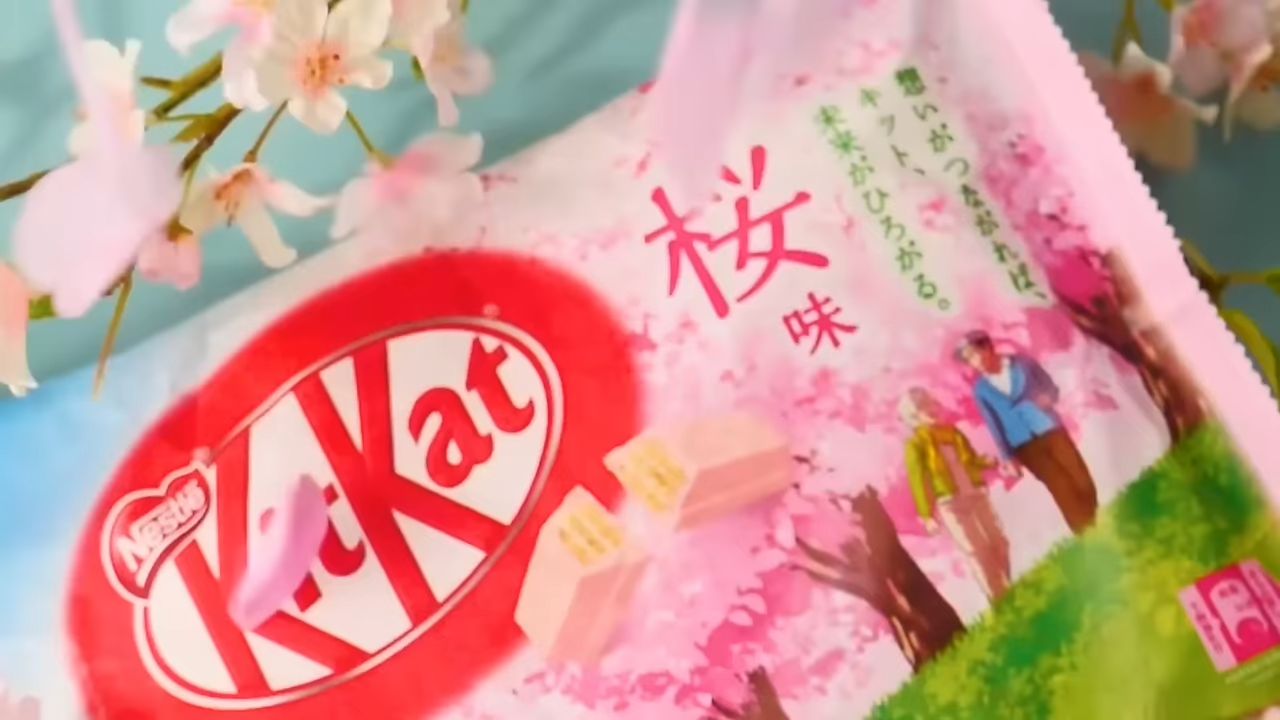 想いがつながれば、
キット、
未来がひろがる。
桜
味
Nestlé
KitKat